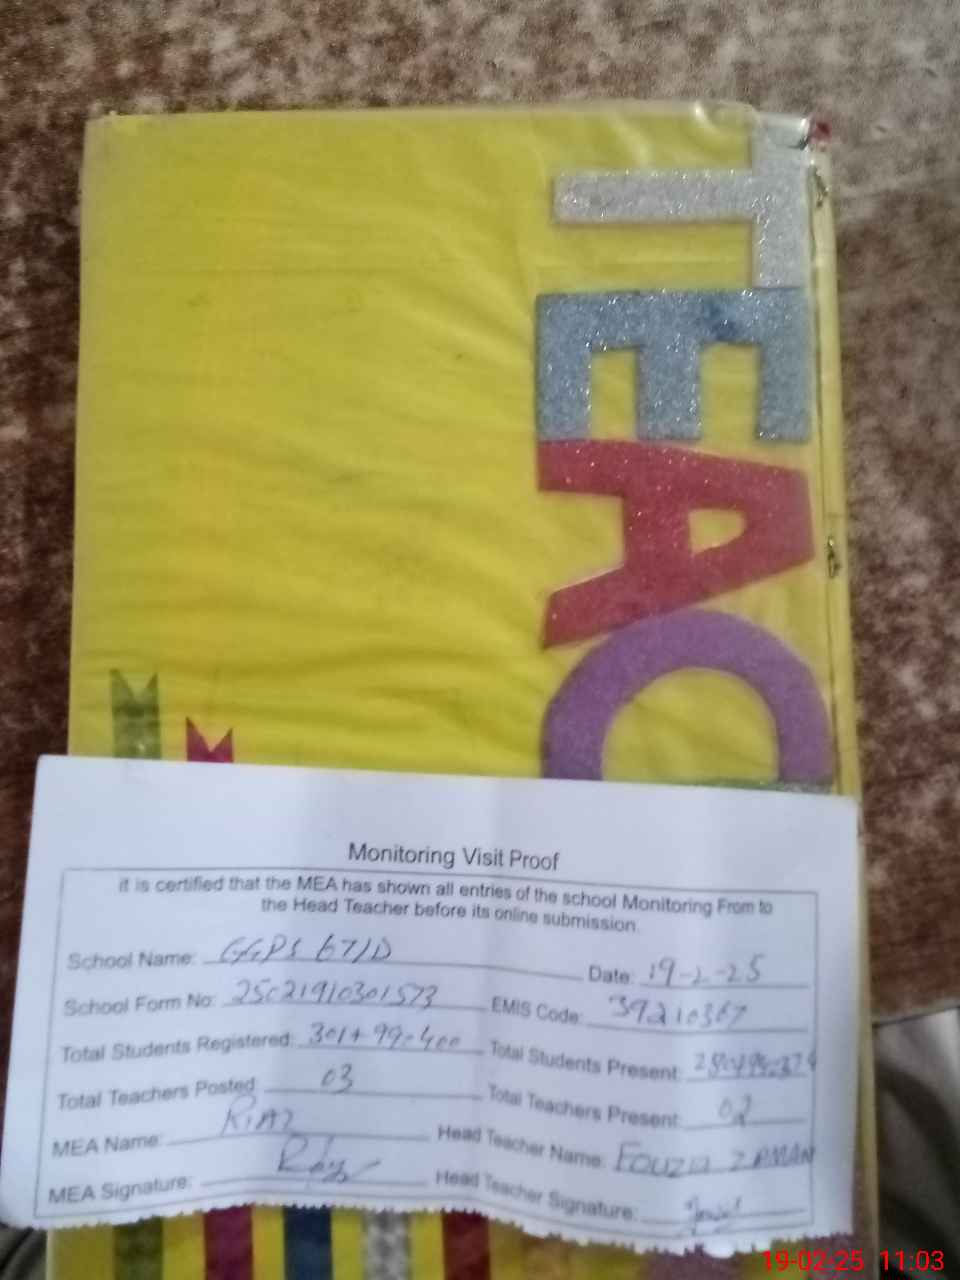 TEAC
Monitoring Visit Proof
it is certified that the MEA has shown all entries of the school Monitoring From to
the Head Teacher before its online submission.
School Name: GGPS 67/D Date: 19-2-25
School Form No: 25021910301573 EMIS Code: 39210367
Total Students Registered: 301+99=400 Total Students Present:
Total Teachers Posted: 03 Total Teachers Present: 02
MEA Name: RiAz Head Teacher Name: FOUZIA ZAMAN
MEA Signature: Head Teacher Signature:
19-02-25 11:03